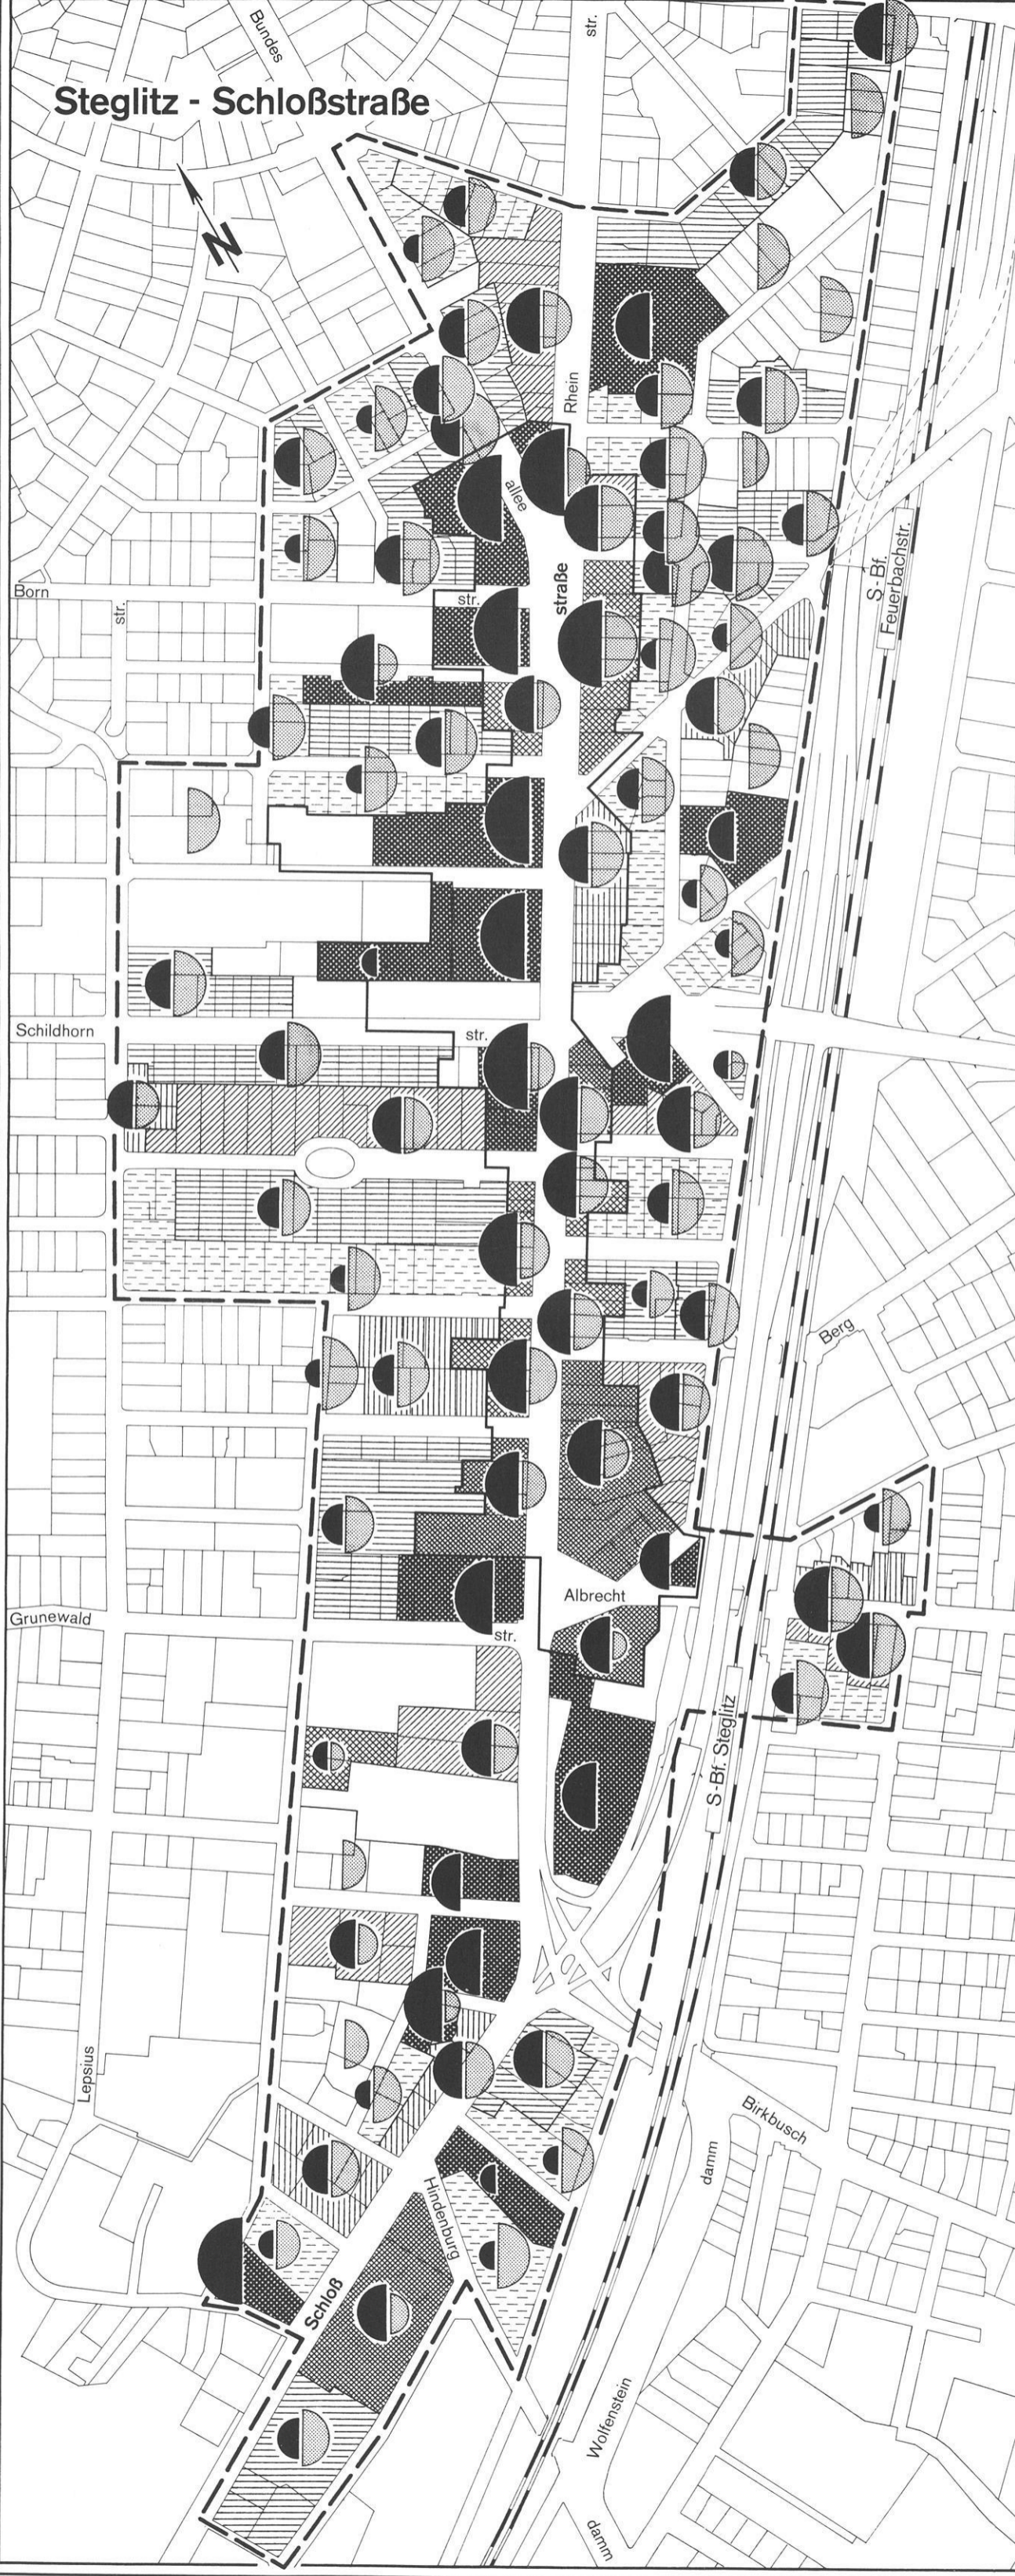 Bundes
str.
Steglitz - Schloßstraße
N
Rhein
allee
straße
S-Bf.
Feuerbachstr.
Born
str.
str.
Schildhorn
str.
Berg
Albrecht
Grunewald
str.
S-Bf. Steglitz
Lepsius
Birkbusch
damm
Hindenburg
Schloß
Wolfenstein
damm